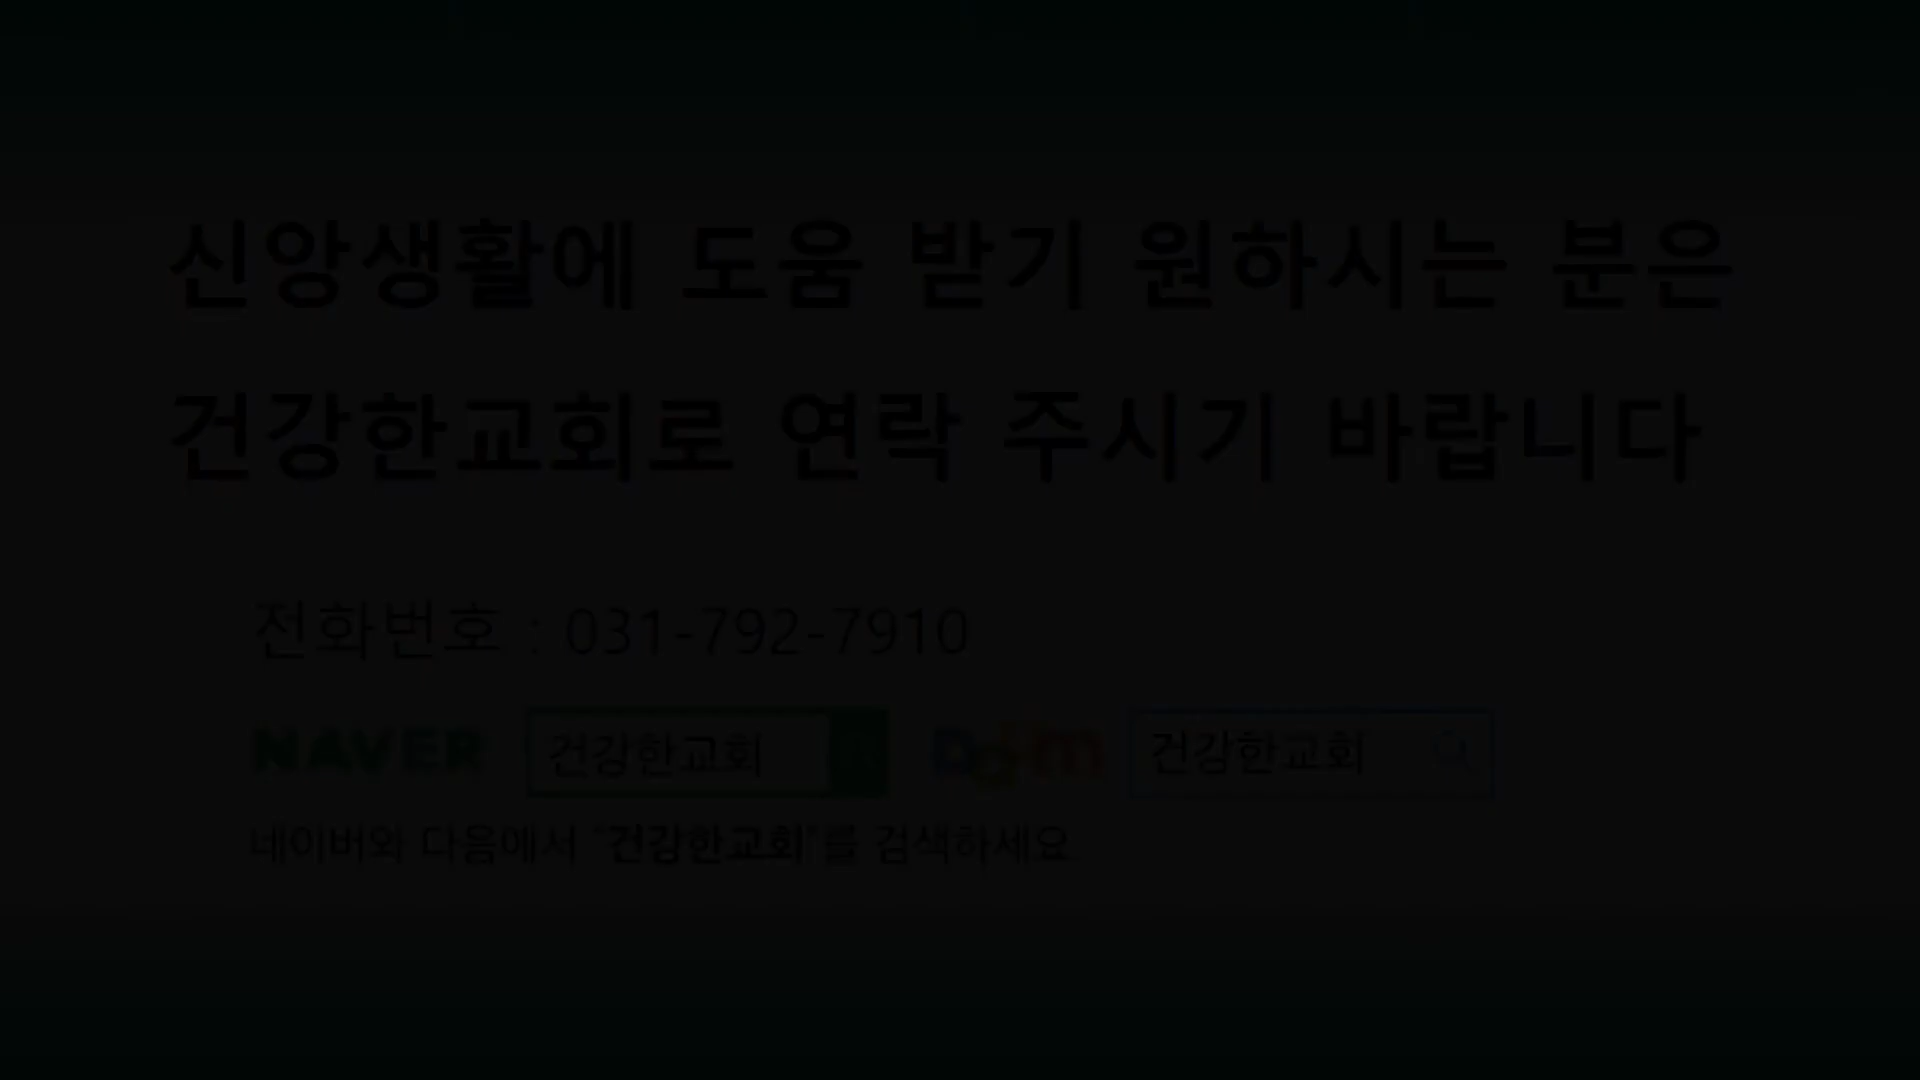 신앙생활에 도움 받기 원하시는 분은
건강한교회로 연락 주시기 바랍니다
전화번호 : 031-792-7910
NAVER 건강한교회 Daum 건강한교회
네이버와 다음에서 "건강한교회"를 검색하세요